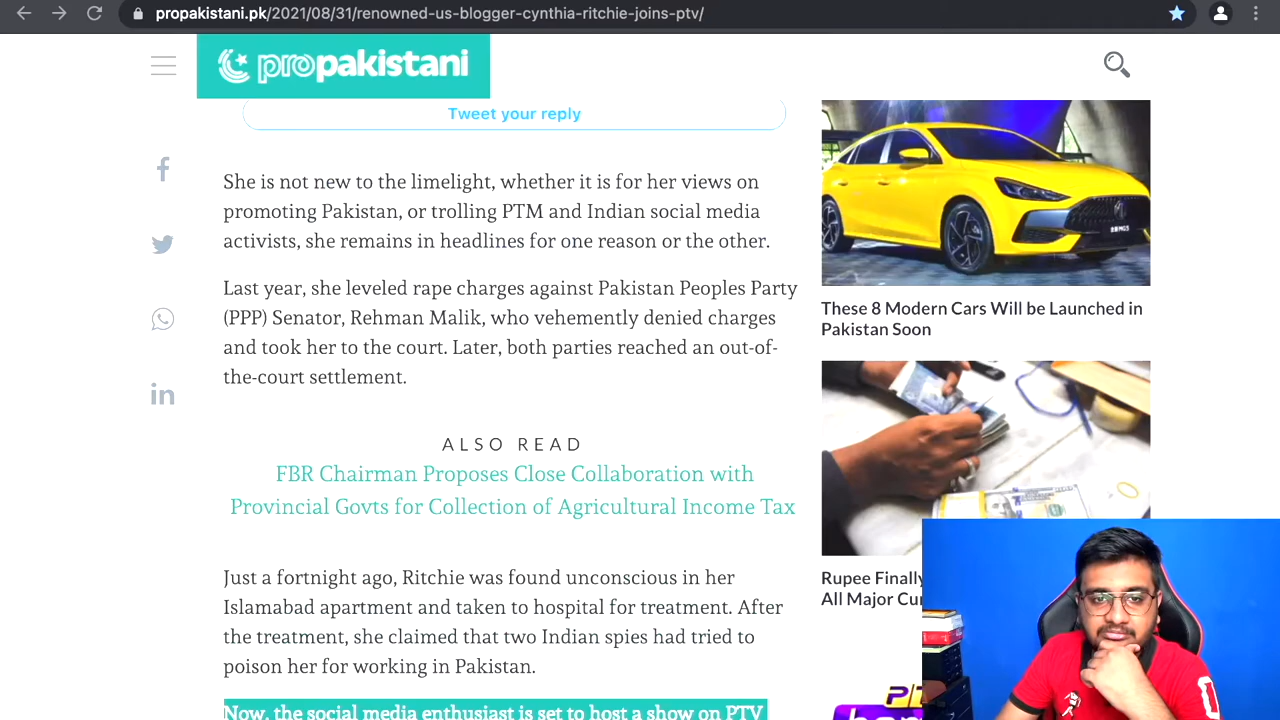 propakistani.pk/2021/08/31/renowned-us-blogger-cynthia-ritchie-joins-ptv/
propakistani
Tweet your reply
She is not new to the limelight, whether it is for her views on
promoting Pakistan, or trolling PTM and Indian social media
activists, she remains in headlines for one reason or the other.
Last year, she leveled rape charges against Pakistan Peoples Party
(PPP) Senator, Rehman Malik, who vehemently denied charges
and took her to the court. Later, both parties reached an out-of-
the-court settlement.
ALSO READ
FBR Chairman Proposes Close Collaboration with
Provincial Govts for Collection of Agricultural Income Tax
Just a fortnight ago, Ritchie was found unconscious in her
Islamabad apartment and taken to hospital for treatment. After
the treatment, she claimed that two Indian spies had tried to
poison her for working in Pakistan.
Now, the social media enthusiast is set to host a show on PTV
These 8 Modern Cars Will be Launched in
Pakistan Soon
Rupee Finally
All Major